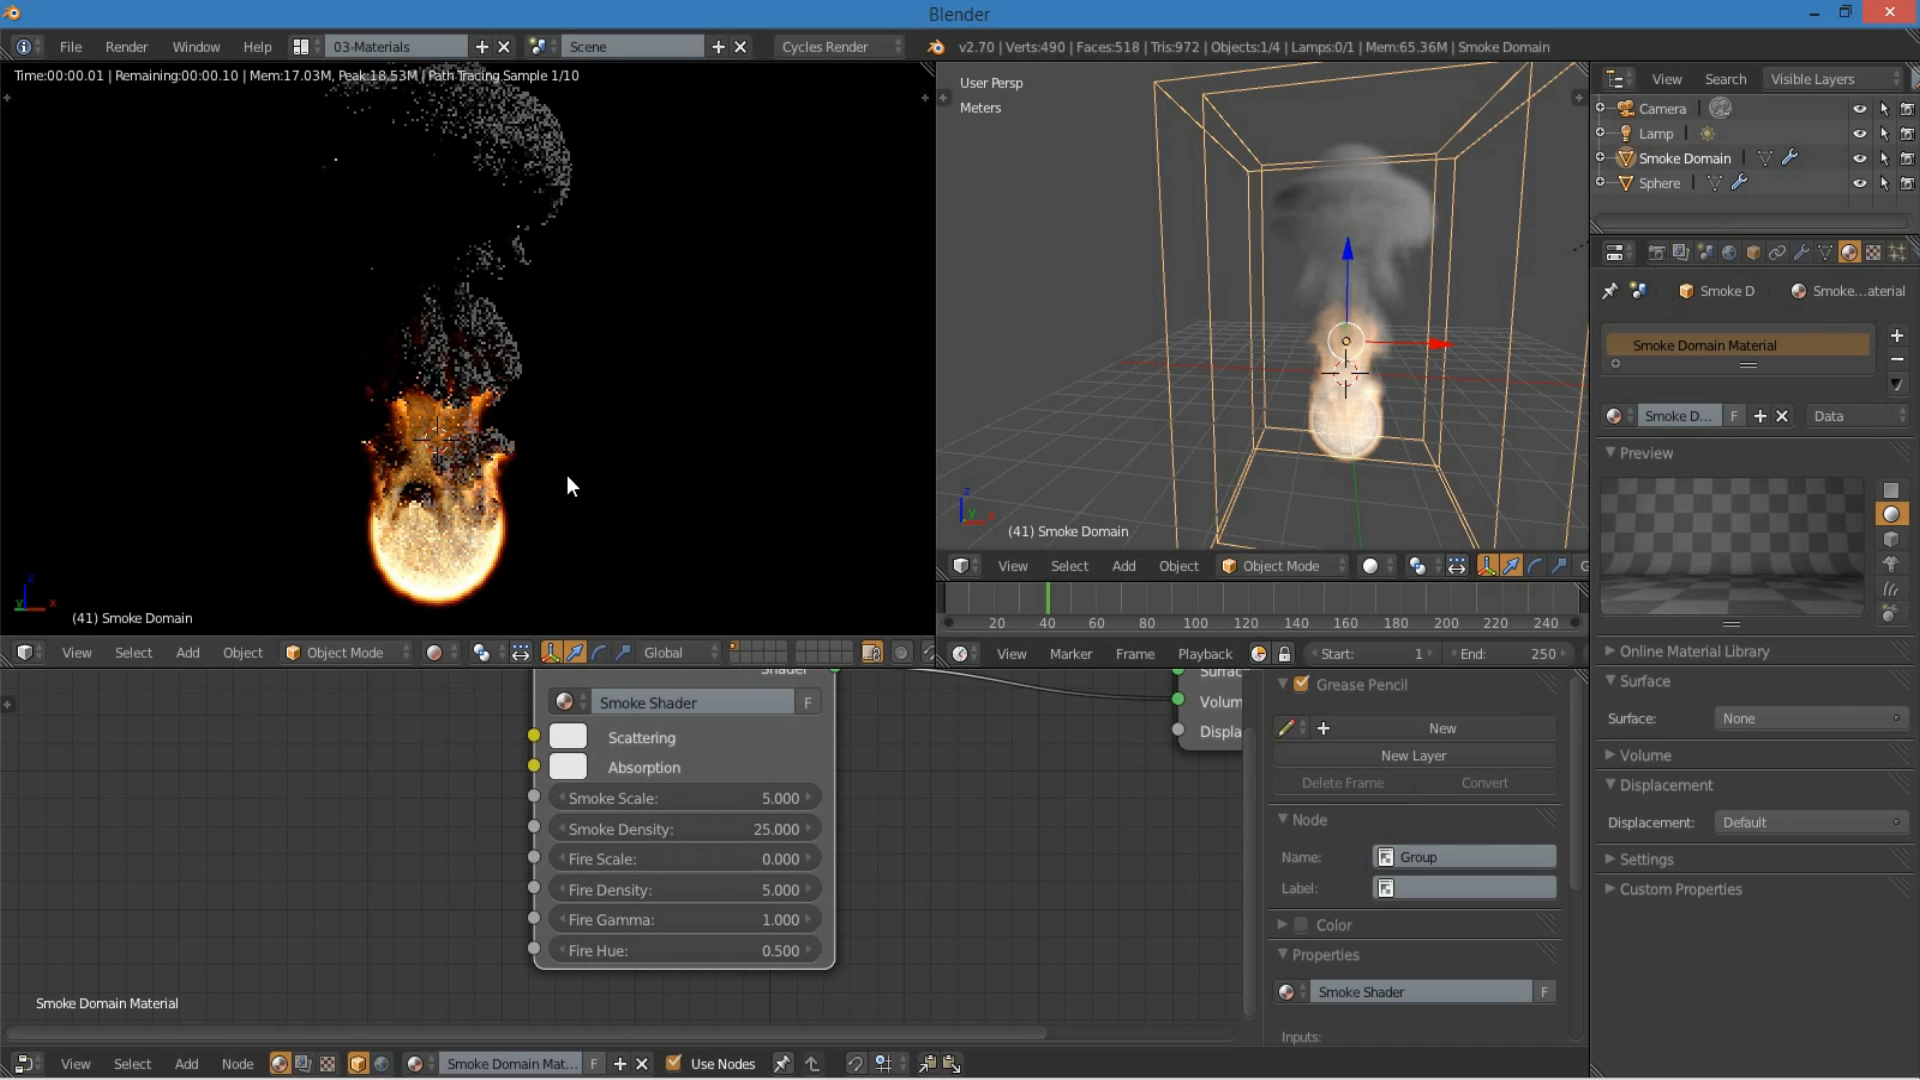 Blender
File Render Window Help 03-Materials Scene Cycles Render v2.70 | Verts:490 | Faces:518 | Tris:972 | Objects:1/4 | Lamps:0/1 | Mem:65.36M | Smoke Domain
Time:00:00.01 | Remaining:00:00.10 | Mem:17.03M, Peak:18.53M | Path Tracing Sample 1/10
User Persp
Meters
View Search Visible Layers
Camera
Lamp
Smoke Domain
Sphere
Smoke D Smoke...aterial
Smoke Domain Material
Smoke D... F Data
Preview
(41) Smoke Domain
View Select Add Object Object Mode G
20 40 60 80 100 120 140 160 180 200 220 240
View Marker Frame Playback Start: 1 End: 250
(41) Smoke Domain
View Select Add Object Object Mode Global
Online Material Library
Surface
Surface: None
Volume
Displacement
Displacement: Default
Settings
Custom Properties
Shader
Smoke Shader F
Scattering
Absorption
Smoke Scale: 5.000
Smoke Density: 25.000
Fire Scale: 0.000
Fire Density: 5.000
Fire Gamma: 1.000
Fire Hue: 0.500
Surfac
Volum
Displa
Grease Pencil
New
New Layer
Delete Frame Convert
Node
Name: Group
Label:
Color
Properties
Smoke Shader F
Inputs:
Smoke Domain Material
View Select Add Node Smoke Domain Mat... F Use Nodes